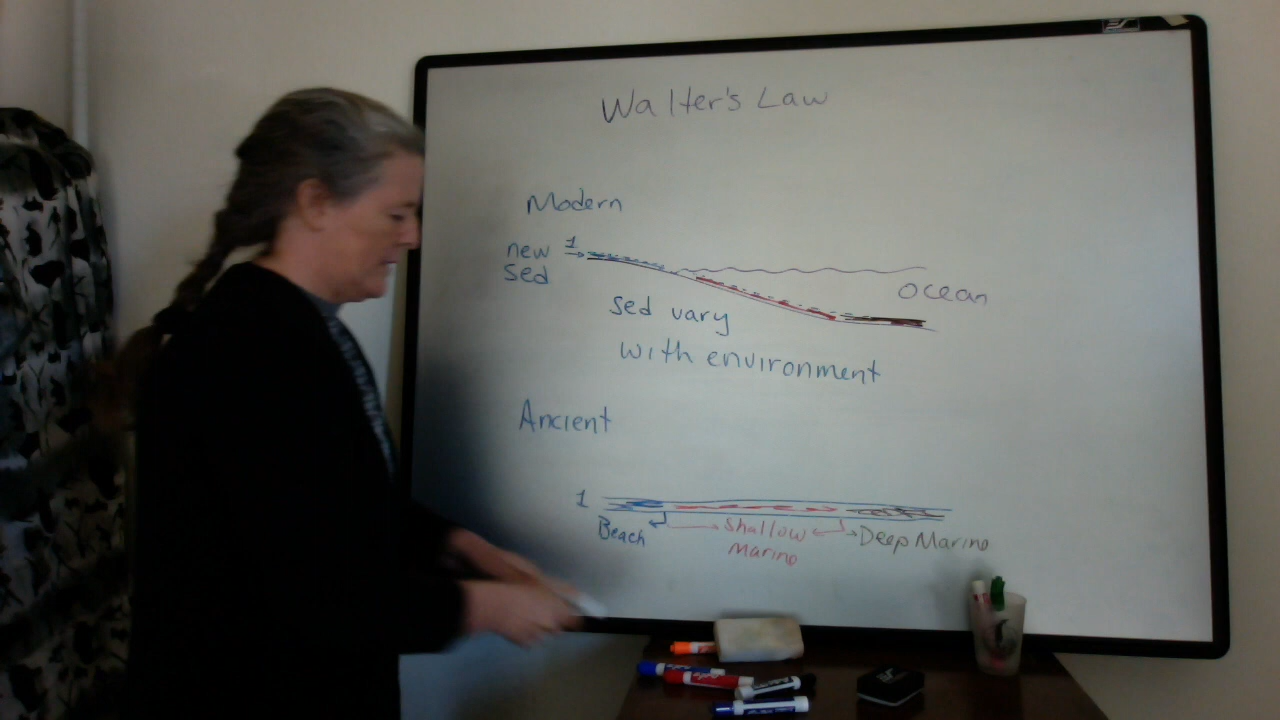 Walter's Law
Modern
new 1
sed
ocean
sed vary
with environment
Ancient
1
Beach Shallow Deep Marine
Marine